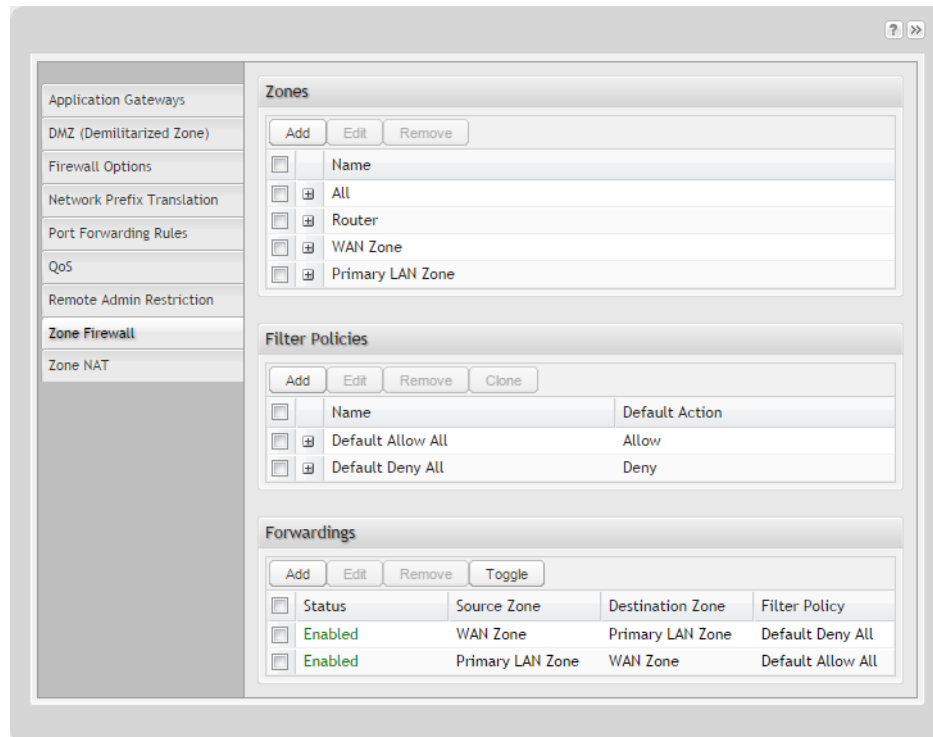 ?
Application Gateways
DMZ (Demilitarized Zone)
Firewall Options
Network Prefix Translation
Port Forwarding Rules
QoS
Remote Admin Restriction
Zone Firewall
Zone NAT
Zones
Add Edit Remove
Name
All
Router
WAN Zone
Primary LAN Zone
Filter Policies
Add Edit Remove Clone
Name Default Action
Default Allow All Allow
Default Deny All Deny
Forwardings
Add Edit Remove Toggle
Status Source Zone Destination Zone Filter Policy
Enabled WAN Zone Primary LAN Zone Default Deny All
Enabled Primary LAN Zone WAN Zone Default Allow All